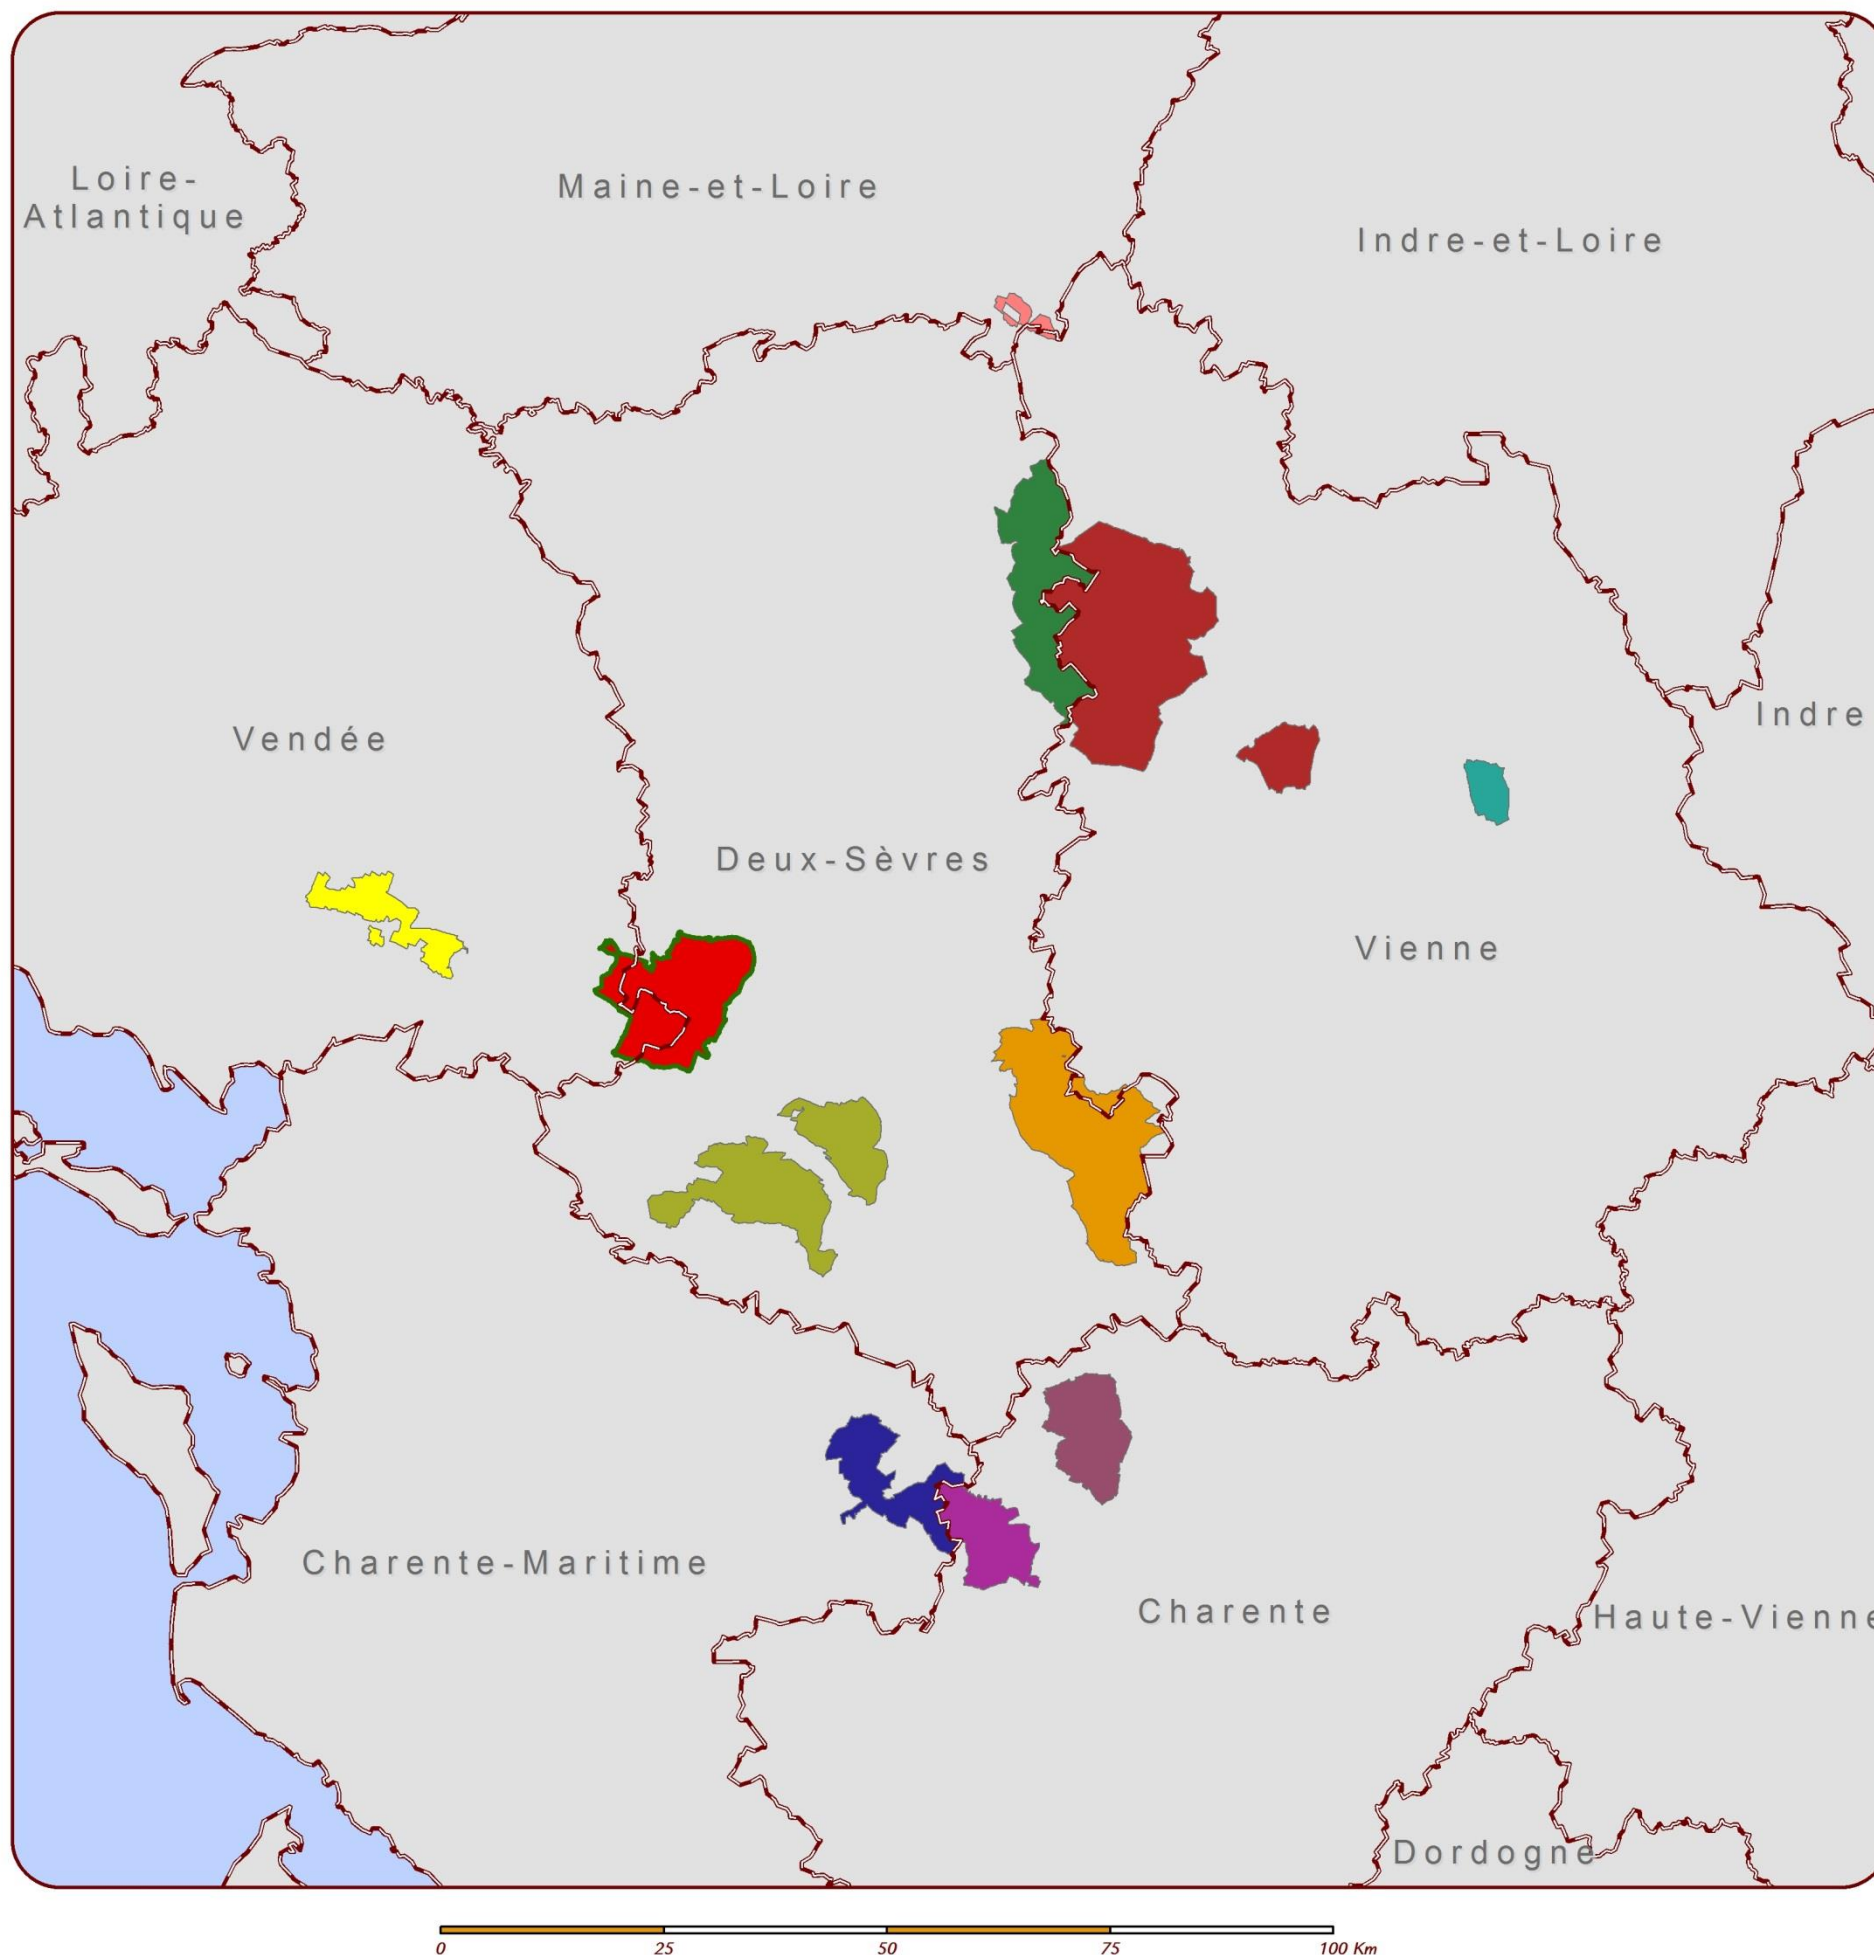 Loire-
Atlantique
Maine-et-Loire
Indre-et-Loire
Vendée
Indre
Deux-Sèvres
Vienne
Charente-Maritime
Charente
Haute-Vienne
Dordogne
0 25 50 75 100 Km